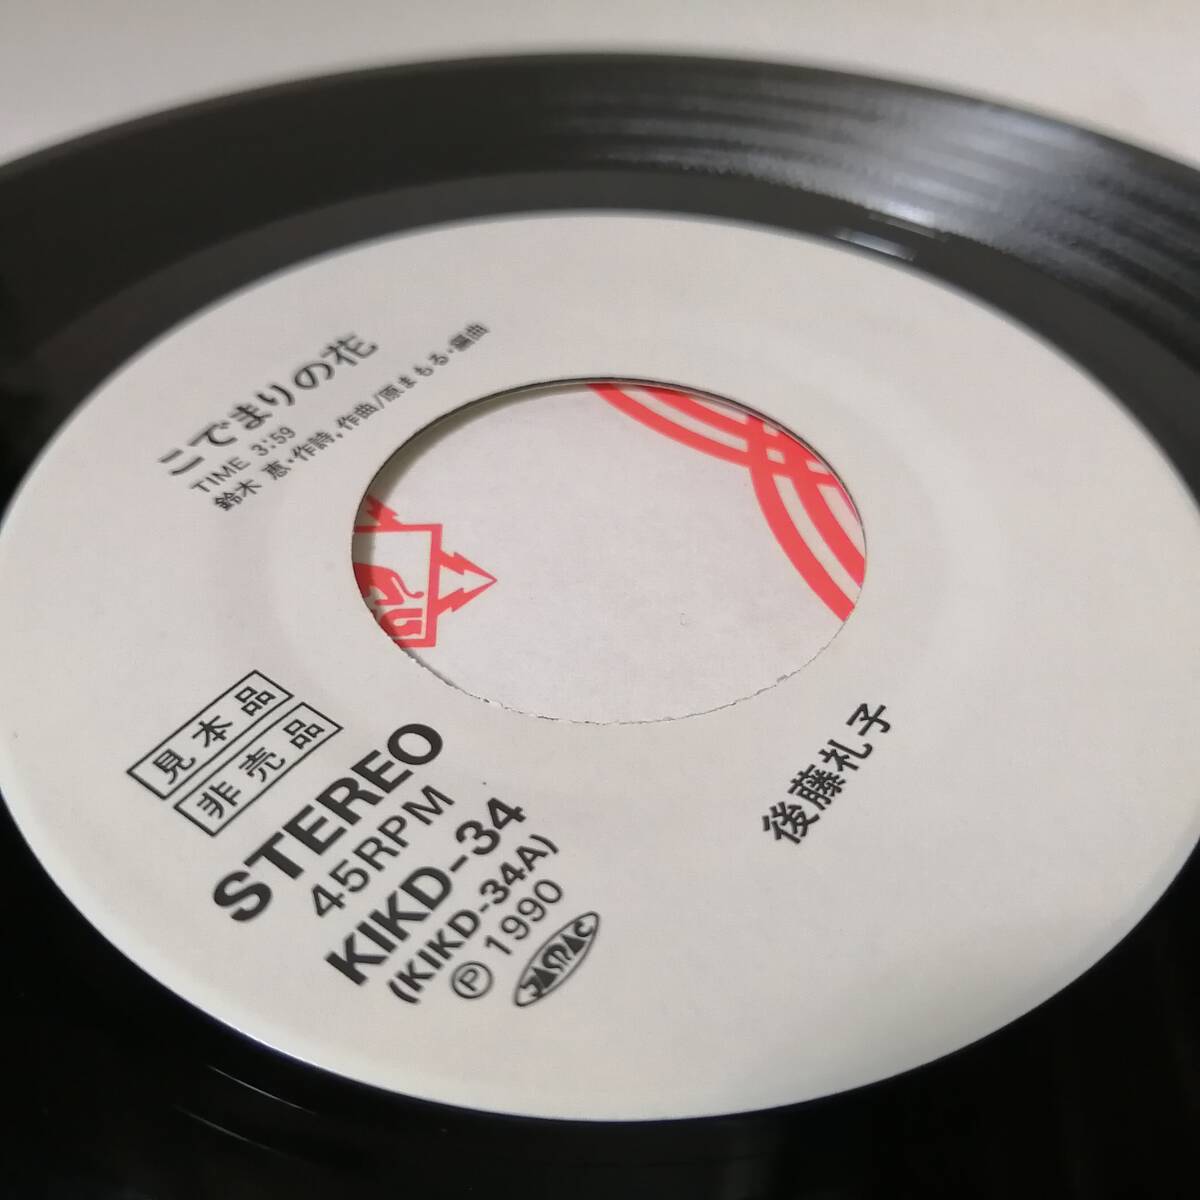 こでまりの花
TIME 3:59
鈴木 恵・作詩,作曲/原まもる・編曲
見本品
非売品
STEREO
45RPM
KIKD-34
(KIKD-34A)
Ⓟ1990
JASRAC
後藤礼子